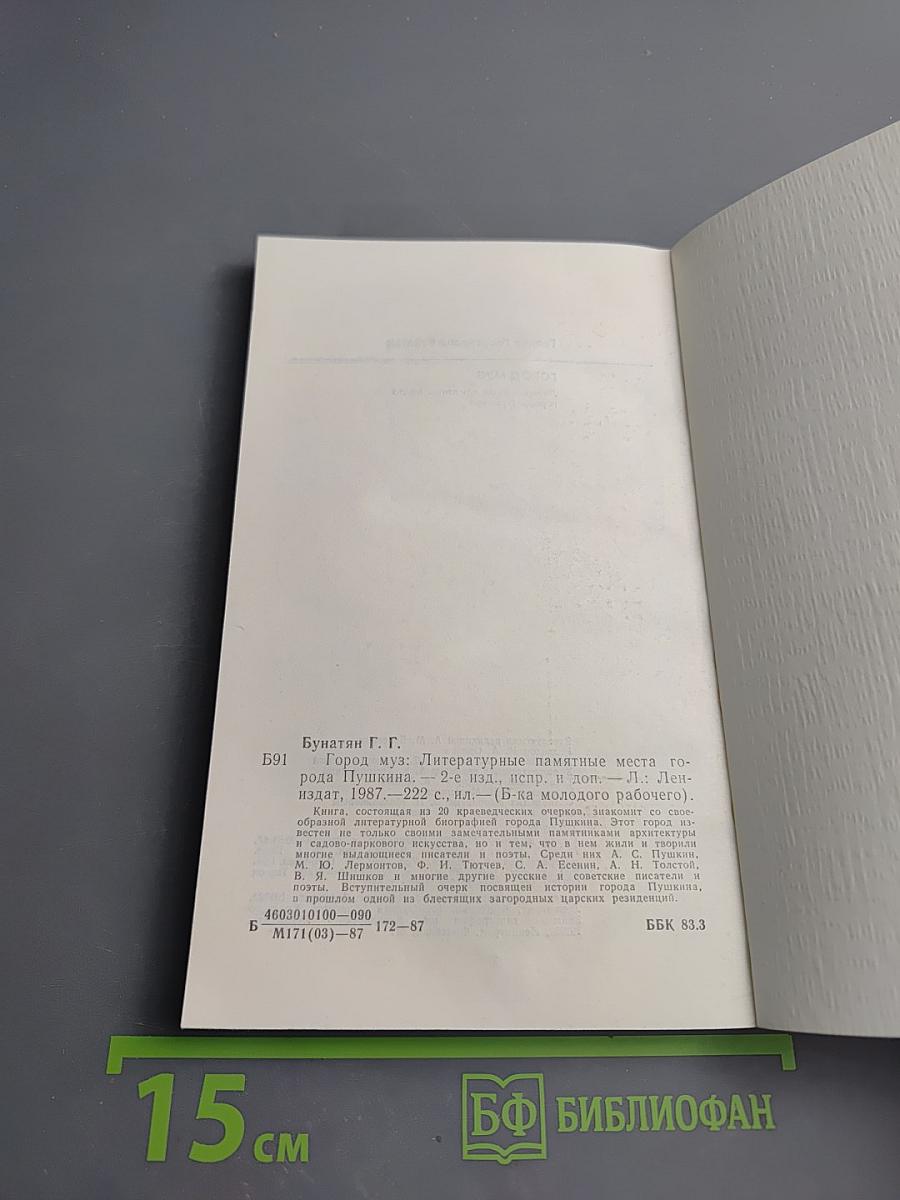 Бунатян Г. Г.
Б91 Город муз: Литературные памятные места го-
рода Пушкина. — 2-е изд., испр. и доп. — Л.: Лен-
издат, 1987.—222 с., ил.— (Б-ка молодого рабочего).
Книга, состоящая из 20 краеведческих очерков, знакомит со свое-
образной литературной биографией города Пушкина. Этот город из-
вестен не только своими замечательными памятниками архитектуры
и садово-паркового искусства, но и тем, что в нем жили и творили
многие выдающиеся писатели и поэты. Среди них А. С. Пушкин,
М. Ю. Лермонтов, Ф. И. Тютчев, С. А. Есенин, А. Н. Толстой,
В. Я. Шишков и многие другие русские и советские писатели и
поэты. Вступительный очерк посвящен истории города Пушкина,
в прошлом одной из блестящих загородных царских резиденций.
Б 4603010100—090
М171(03)—87 172—87 ББК 83.3
15 см
БФ БИБЛИОФАН